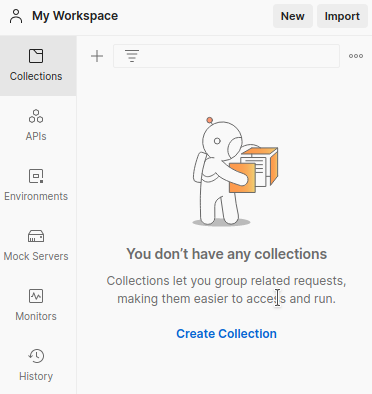 My Workspace
New
Import
Collections
APIs
Environments
Mock Servers
Monitors
History
You don't have any collections
Collections let you group related requests,
making them easier to access and run.
Create Collection